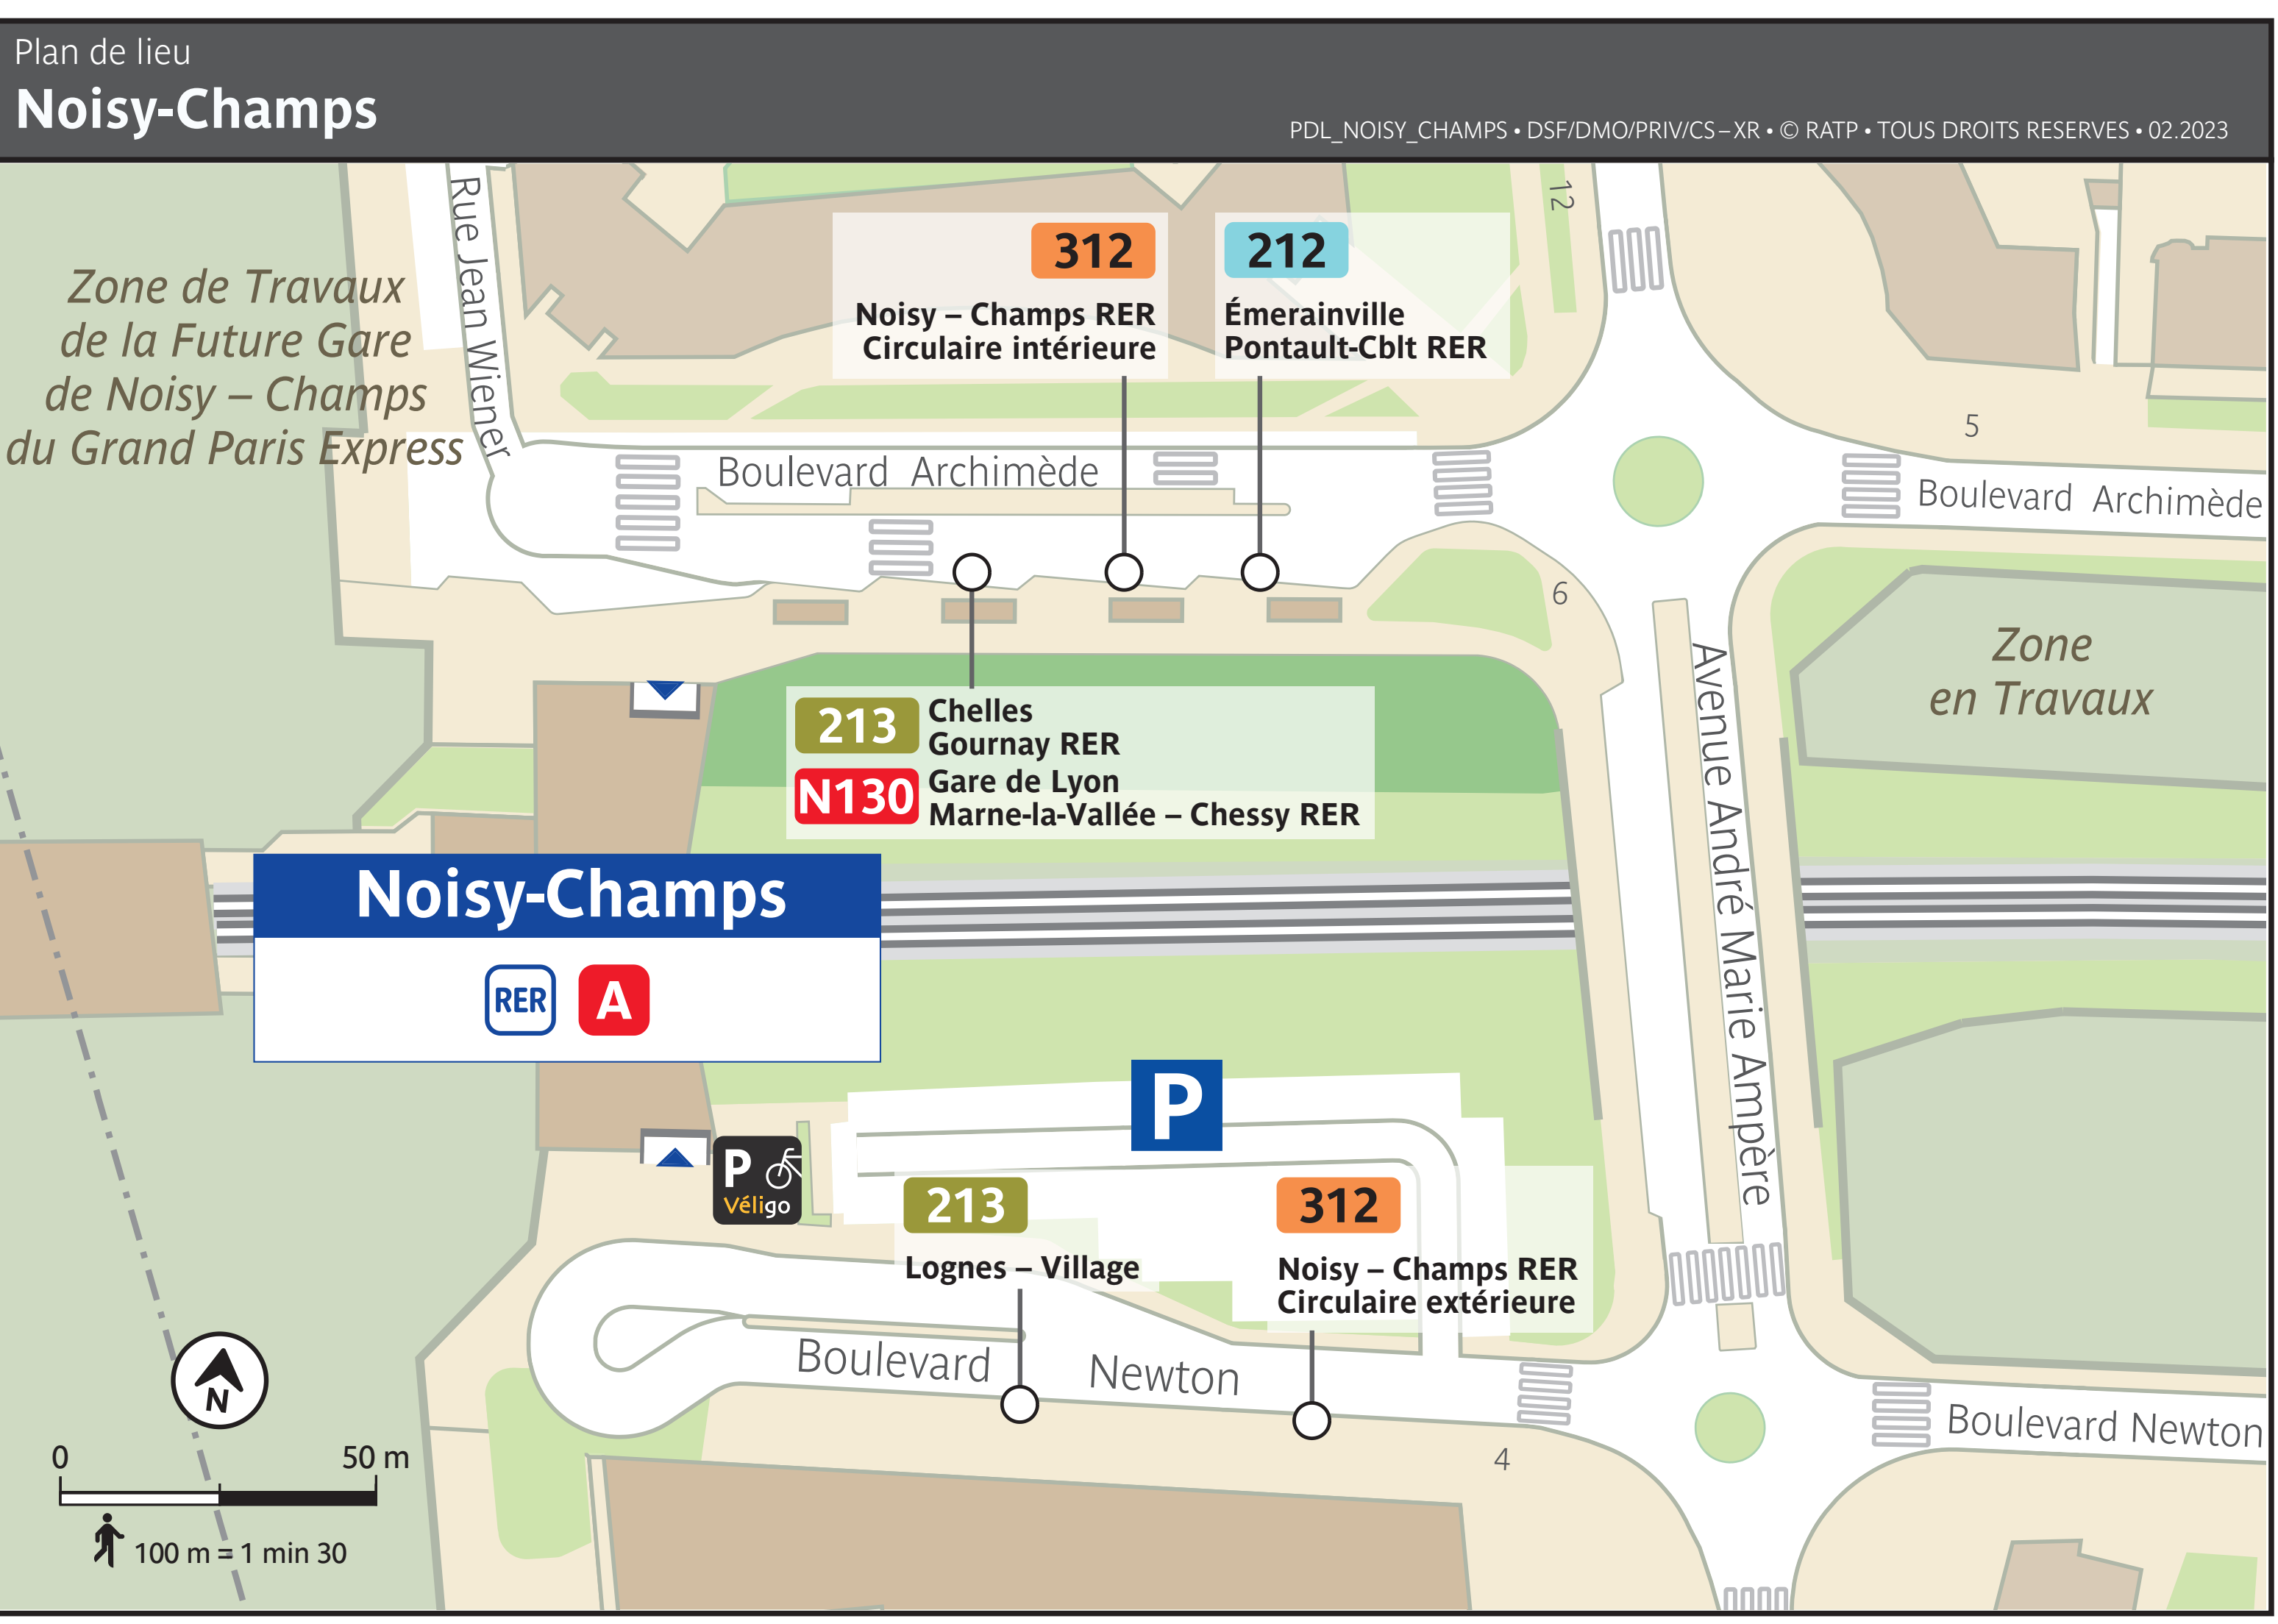 Plan de lieu
Noisy-Champs
PDL_NOISY_CHAMPS • DSF/DMO/PRIV/CS – XR • © RATP • TOUS DROITS RESERVES • 02.2023
Zone de Travaux
de la Future Gare
de Noisy – Champs
du Grand Paris Express
Rue Jean Wiener
312
Noisy – Champs RER
Circulaire intérieure
212
Émerainville
Pontault-Cblt RER
12
5
Boulevard Archimède
Boulevard Archimède
6
Zone
en Travaux
Avenue André Marie Ampère
213
Chelles
Gournay RER
N130
Gare de Lyon
Marne-la-Vallée – Chessy RER
Noisy-Champs
RER A
P
P
Véligo
213
Lognes – Village
312
Noisy – Champs RER
Circulaire extérieure
Boulevard Newton
Boulevard Newton
4
N
0 50 m
100 m = 1 min 30